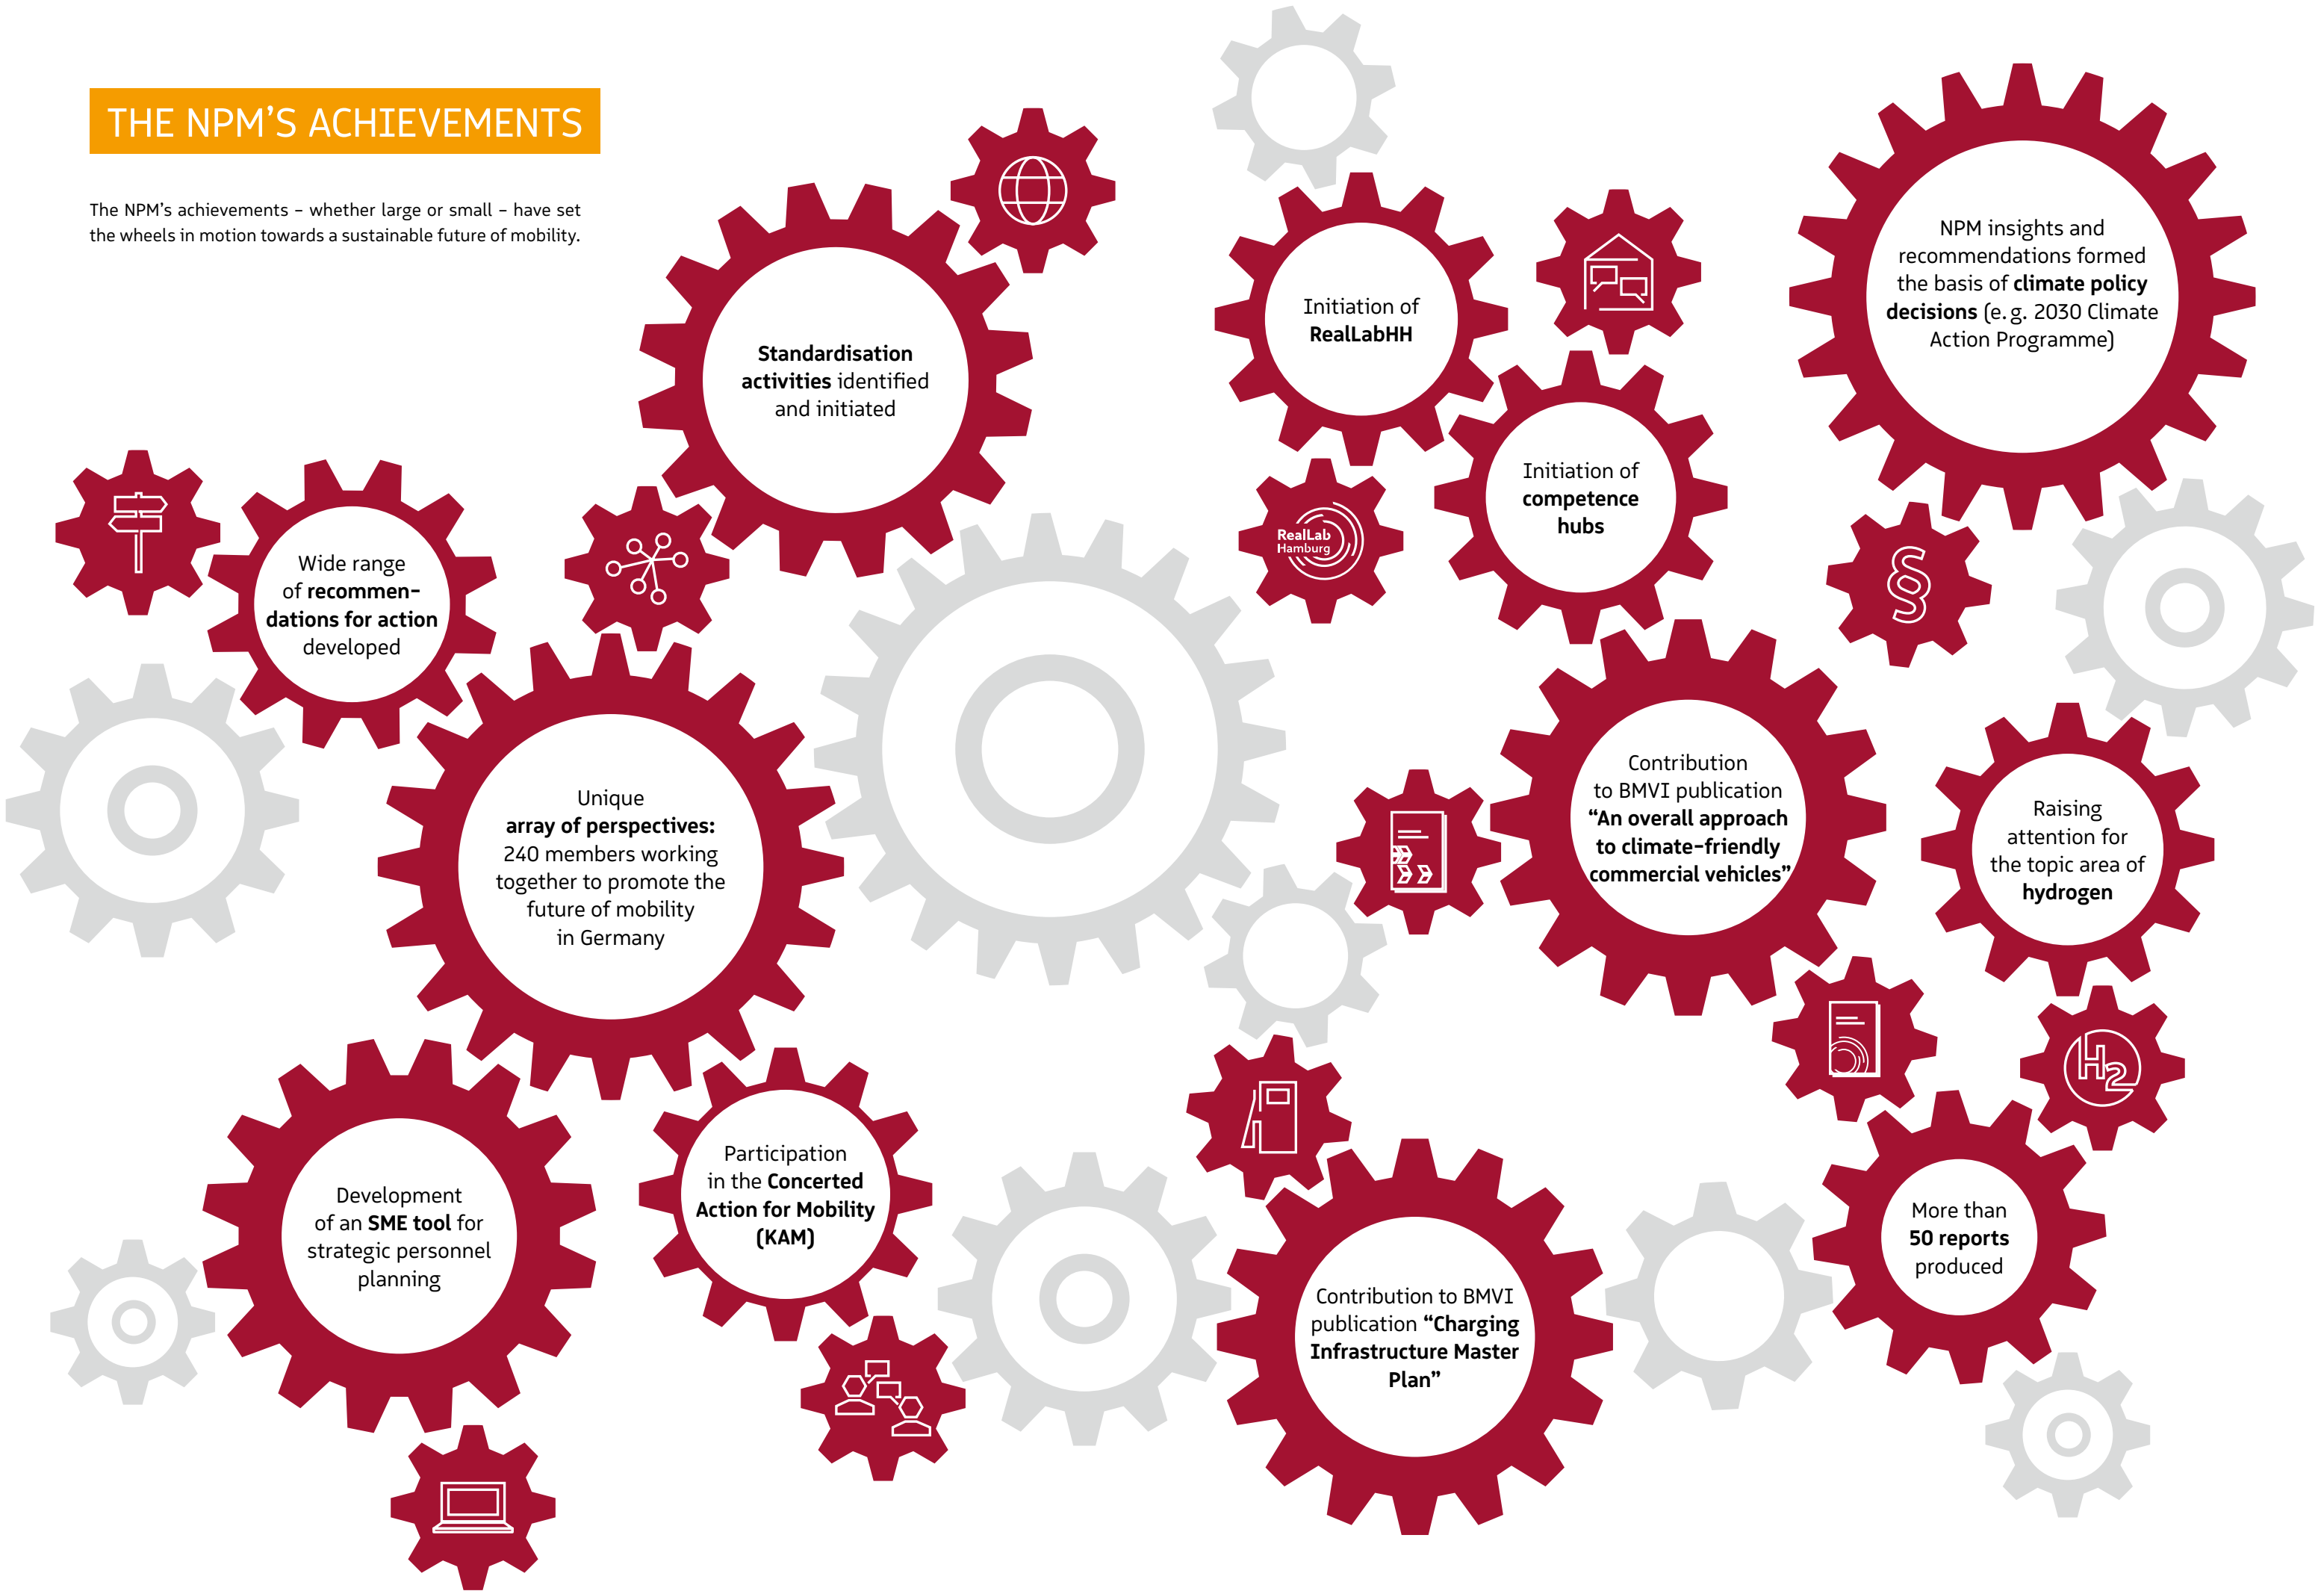 THE NPM’S ACHIEVEMENTS
The NPM’s achievements – whether large or small – have set
the wheels in motion towards a sustainable future of mobility.
Standardisation
activities identified
and initiated
Initiation of
RealLabHH
NPM insights and
recommendations formed
the basis of climate policy
decisions (e. g. 2030 Climate
Action Programme)
Initiation of
competence
hubs
RealLab
Hamburg
Wide range
of recommen-
dations for action
developed
§
Unique
array of perspectives:
240 members working
together to promote the
future of mobility
in Germany
Contribution
to BMVI publication
“An overall approach
to climate-friendly
commercial vehicles”
Raising
attention for
the topic area of
hydrogen
H2
Development
of an SME tool for
strategic personnel
planning
Participation
in the Concerted
Action for Mobility
(KAM)
Contribution to BMVI
publication “Charging
Infrastructure Master
Plan”
More than
50 reports
produced